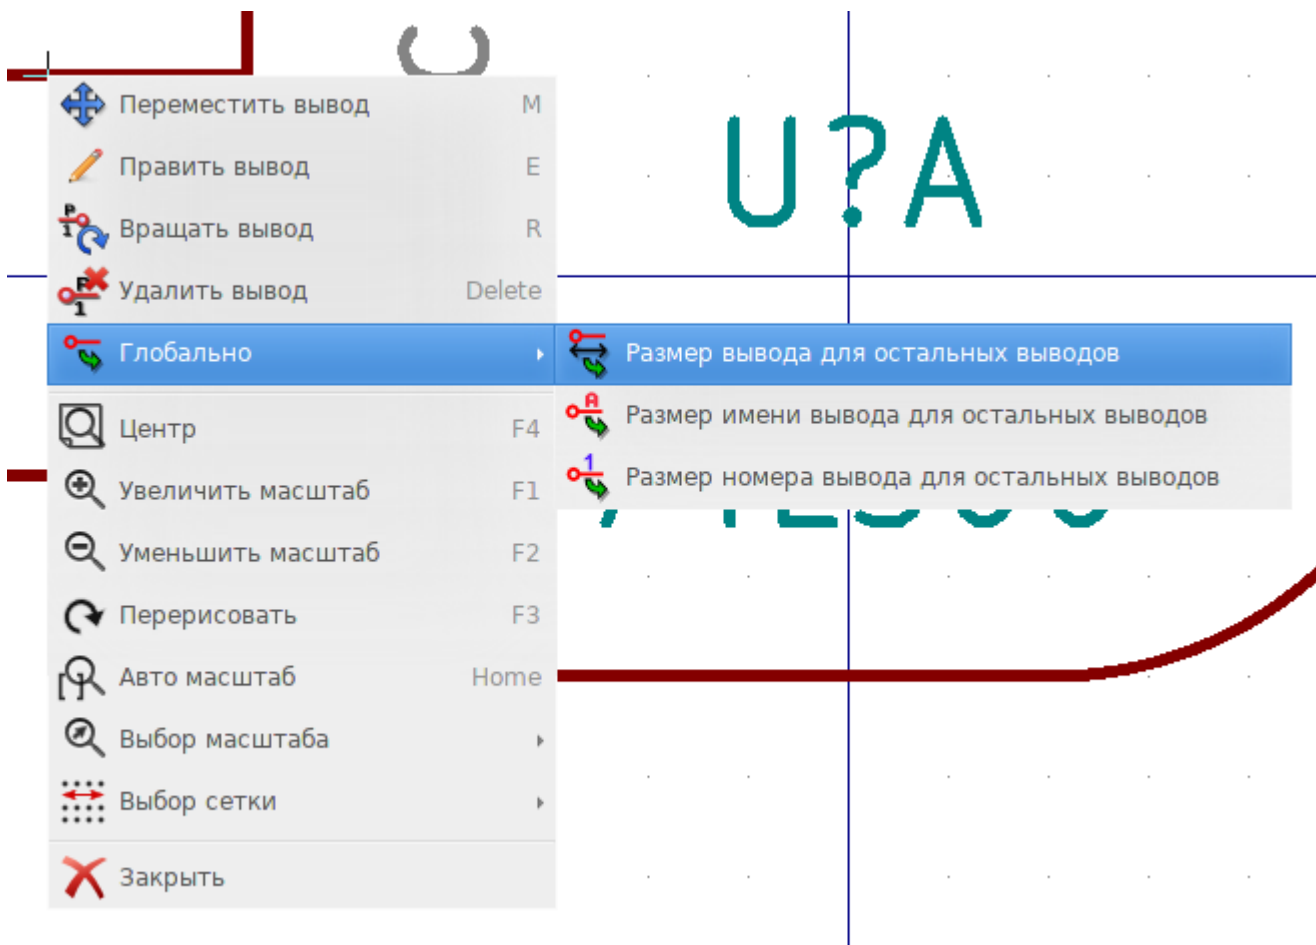 U?A
Переместить вывод M
Править вывод E
Вращать вывод R
Удалить вывод Delete
Глобально
Размер вывода для остальных выводов
Размер имени вывода для остальных выводов
Размер номера вывода для остальных выводов
Центр F4
Увеличить масштаб F1
Уменьшить масштаб F2
Перерисовать F3
Авто масштаб Home
Выбор масштаба
Выбор сетки
Закрыть